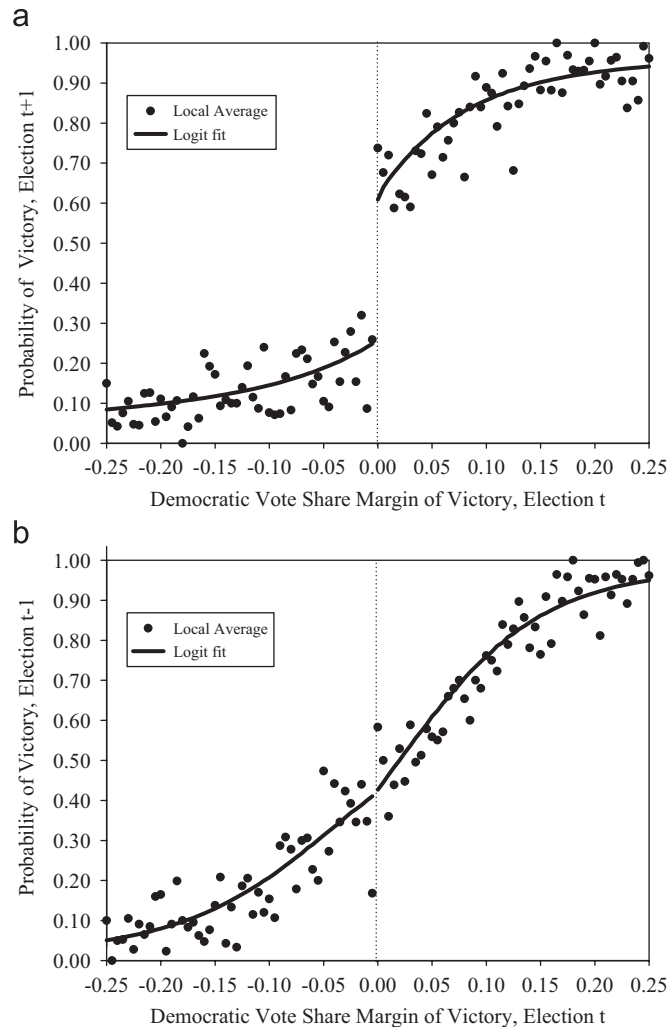 a
Probability of Victory, Election t+1
1.00
0.90
0.80
0.70
0.60
0.50
0.40
0.30
0.20
0.10
0.00
Local Average
Logit fit
-0.25 -0.20 -0.15 -0.10 -0.05 0.00 0.05 0.10 0.15 0.20 0.25
Democratic Vote Share Margin of Victory, Election t
b
Probability of Victory, Election t-1
1.00
0.90
0.80
0.70
0.60
0.50
0.40
0.30
0.20
0.10
0.00
Local Average
Logit fit
-0.25 -0.20 -0.15 -0.10 -0.05 0.00 0.05 0.10 0.15 0.20 0.25
Democratic Vote Share Margin of Victory, Election t